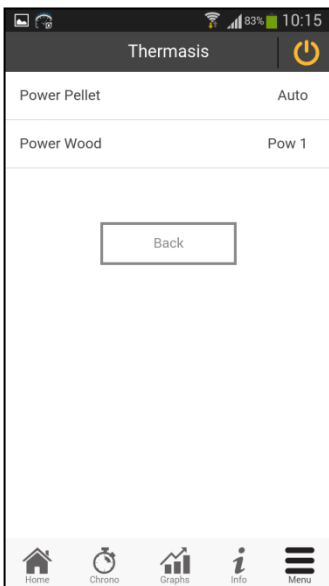 83% 10:15
Thermasis
Power Pellet Auto
Power Wood Pow 1
Back
Home Chrono Graphs Info Menu